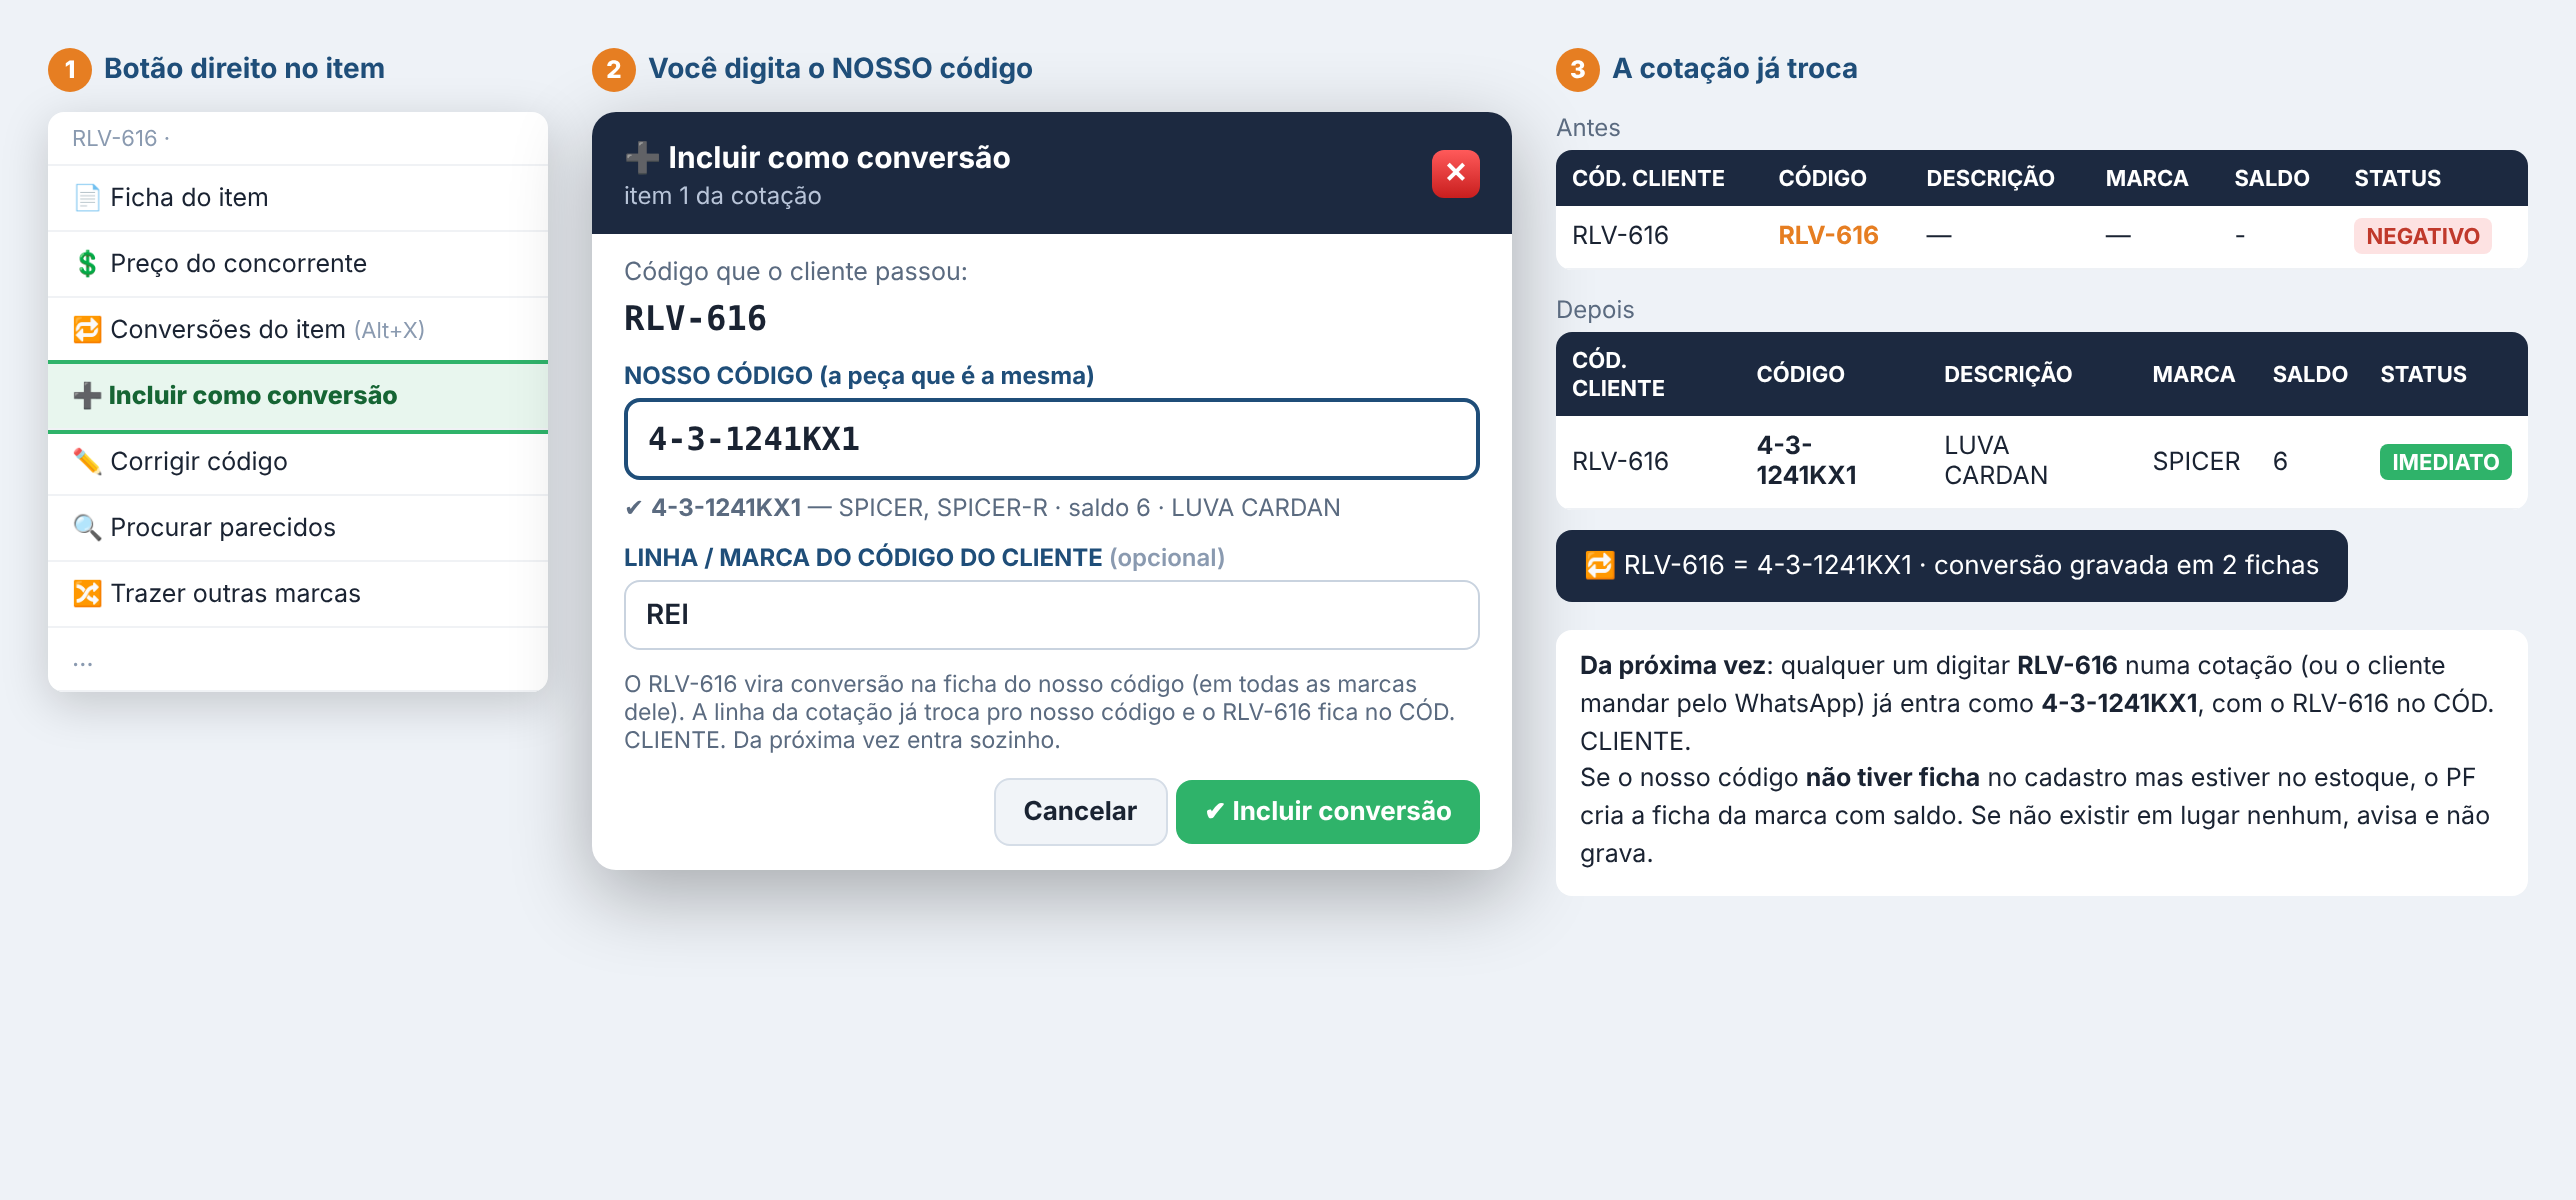 1 Botão direito no item
RLV-616 ·
Ficha do item
Preço do concorrente
Conversões do item (Alt+X)
Incluir como conversão
Corrigir código
Procurar parecidos
Trazer outras marcas
...
2 Você digita o NOSSO código
Incluir como conversão
item 1 da cotação
Código que o cliente passou:
RLV-616
NOSSO CÓDIGO (a peça que é a mesma)
4-3-1241KX1
✔ 4-3-1241KX1 — SPICER, SPICER-R · saldo 6 · LUVA CARDAN
LINHA / MARCA DO CÓDIGO DO CLIENTE (opcional)
REI
O RLV-616 vira conversão na ficha do nosso código (em todas as marcas
dele). A linha da cotação já troca pro nosso código e o RLV-616 fica no CÓD.
CLIENTE. Da próxima vez entra sozinho.
Cancelar
✔ Incluir conversão
3 A cotação já troca
Antes
CÓD. CLIENTE CÓDIGO DESCRIÇÃO MARCA SALDO STATUS
RLV-616 RLV-616 — — - NEGATIVO
Depois
CÓD.
CLIENTE CÓDIGO DESCRIÇÃO MARCA SALDO STATUS
RLV-616 4-3-
1241KX1 LUVA
CARDAN SPICER 6 IMEDIATO
RLV-616 = 4-3-1241KX1 · conversão gravada em 2 fichas
Da próxima vez: qualquer um digitar RLV-616 numa cotação (ou o cliente
mandar pelo WhatsApp) já entra como 4-3-1241KX1, com o RLV-616 no CÓD.
CLIENTE.
Se o nosso código não tiver ficha no cadastro mas estiver no estoque, o PF
cria a ficha da marca com saldo. Se não existir em lugar nenhum, avisa e não
grava.